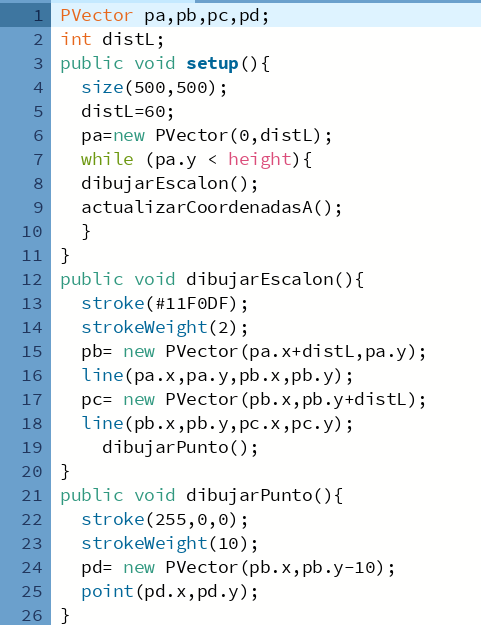 1 PVector pa,pb,pc,pd;
2 int distL;
3 public void setup(){
4   size(500,500);
5   distL=60;
6   pa=new PVector(0,distL);
7   while (pa.y < height){
8   dibujarEscalon();
9   actualizarCoordenadasA();
10   }
11 }
12 public void dibujarEscalon(){
13   stroke(#11F0DF);
14   strokeWeight(2);
15   pb= new PVector(pa.x+distL,pa.y);
16   line(pa.x,pa.y,pb.x,pb.y);
17   pc= new PVector(pb.x,pb.y+distL);
18   line(pb.x,pb.y,pc.x,pc.y);
19     dibujarPunto();
20 }
21 public void dibujarPunto(){
22   stroke(255,0,0);
23   strokeWeight(10);
24   pd= new PVector(pb.x,pb.y-10);
25   point(pd.x,pd.y);
26 }